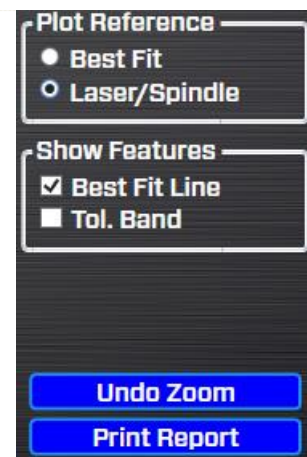 Plot Reference
Best Fit
Laser/Spindle
Show Features
Best Fit Line
Tol. Band
Undo Zoom
Print Report